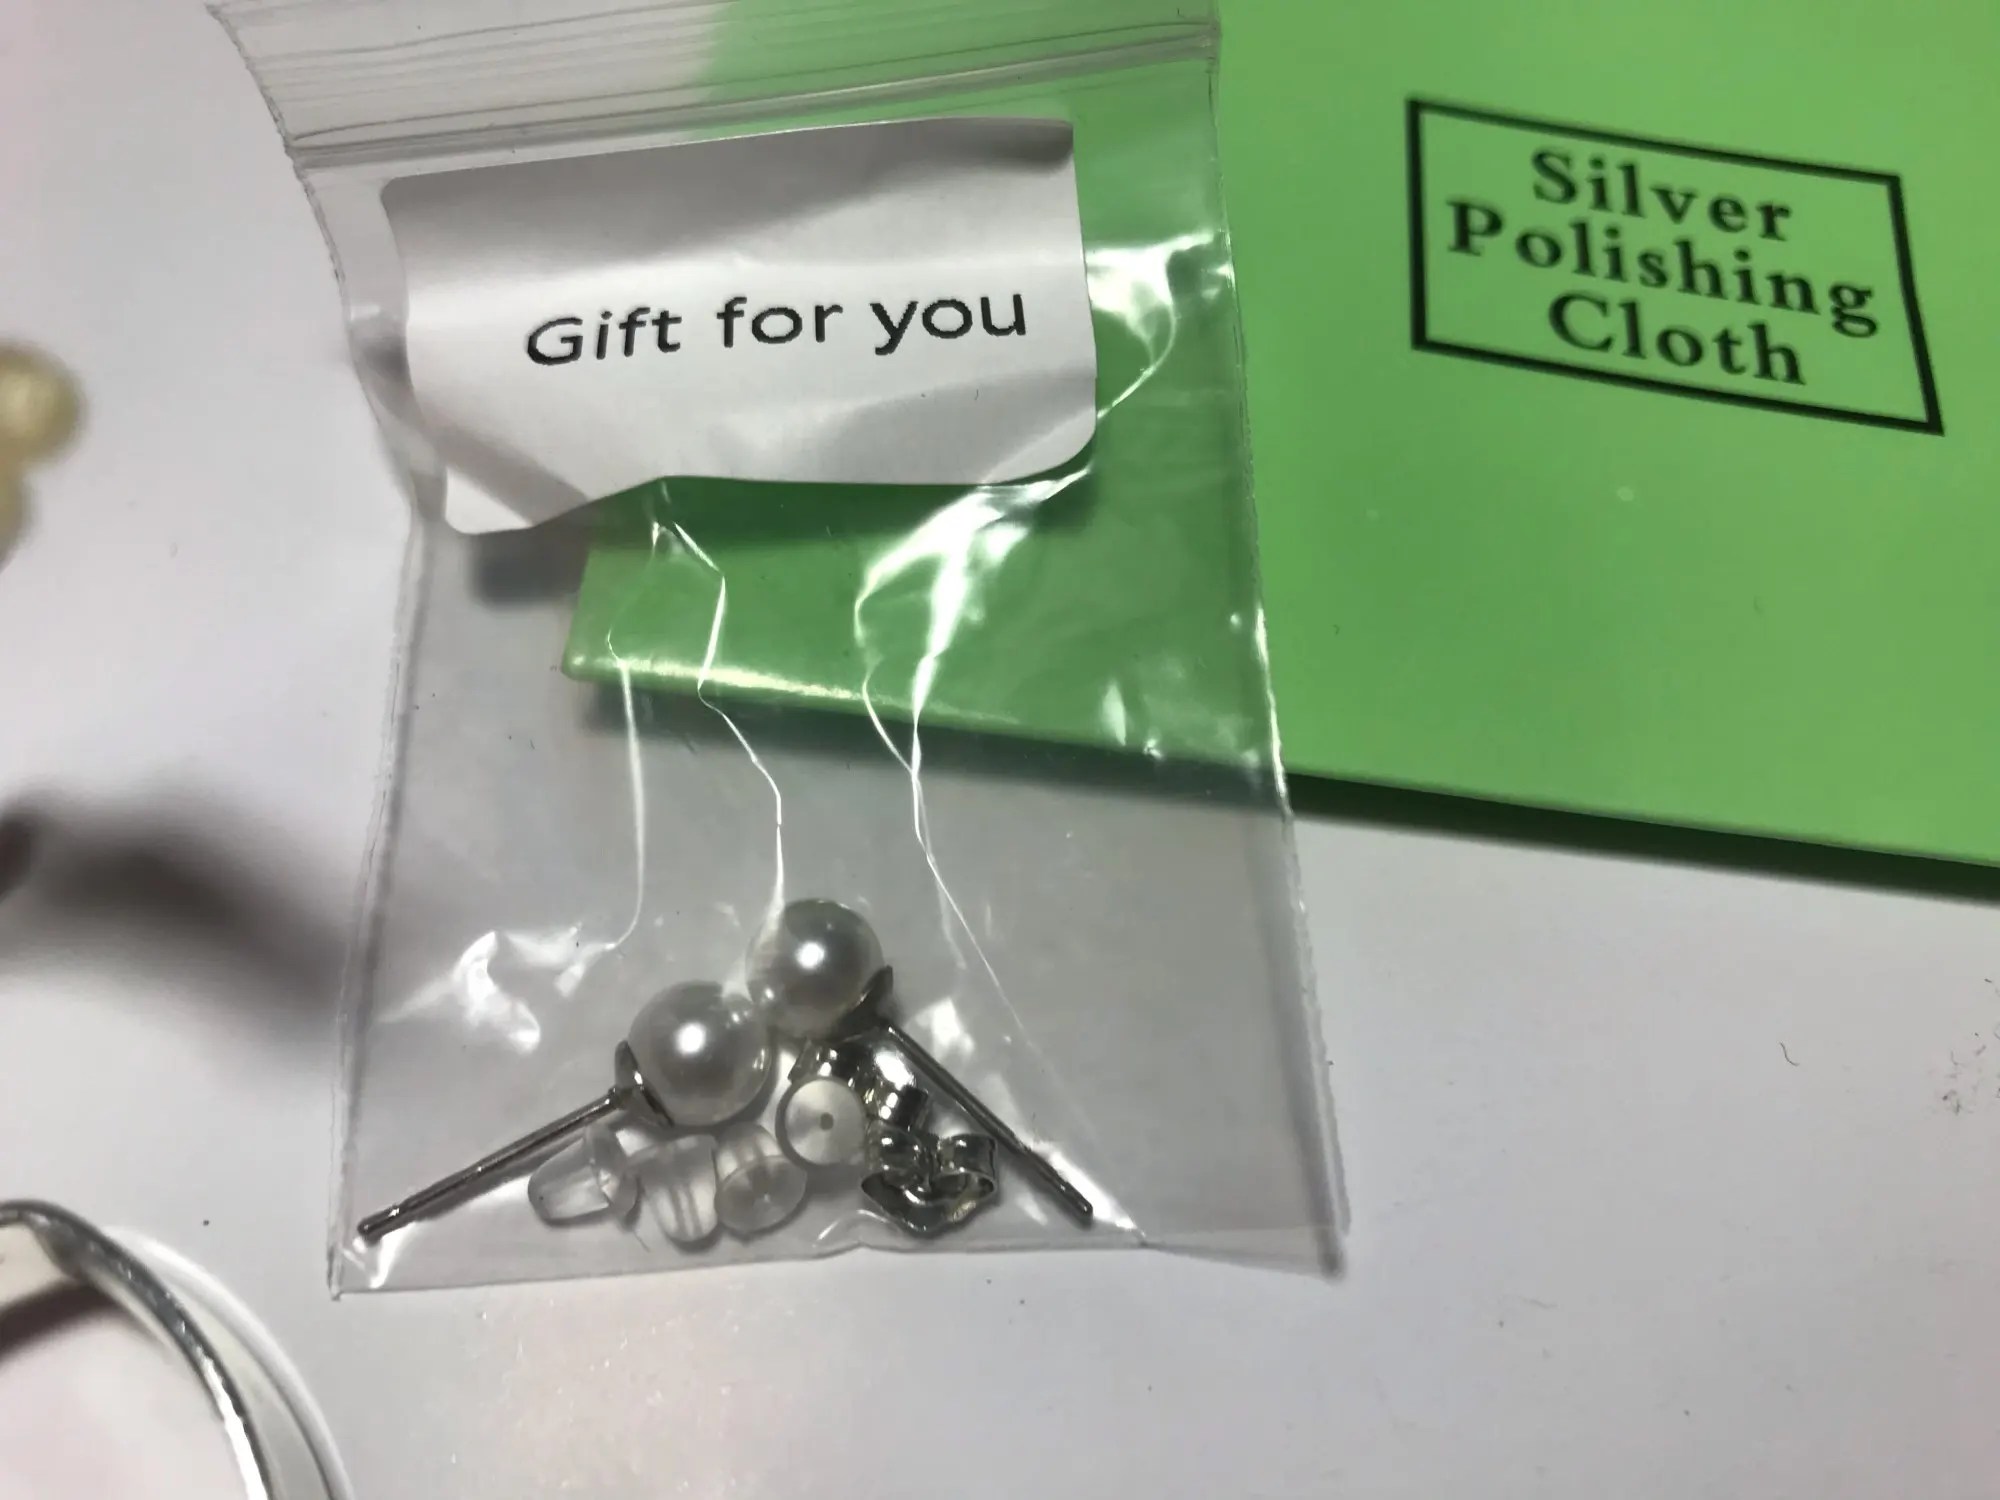 Gift for you
Silver
Polishing
Cloth